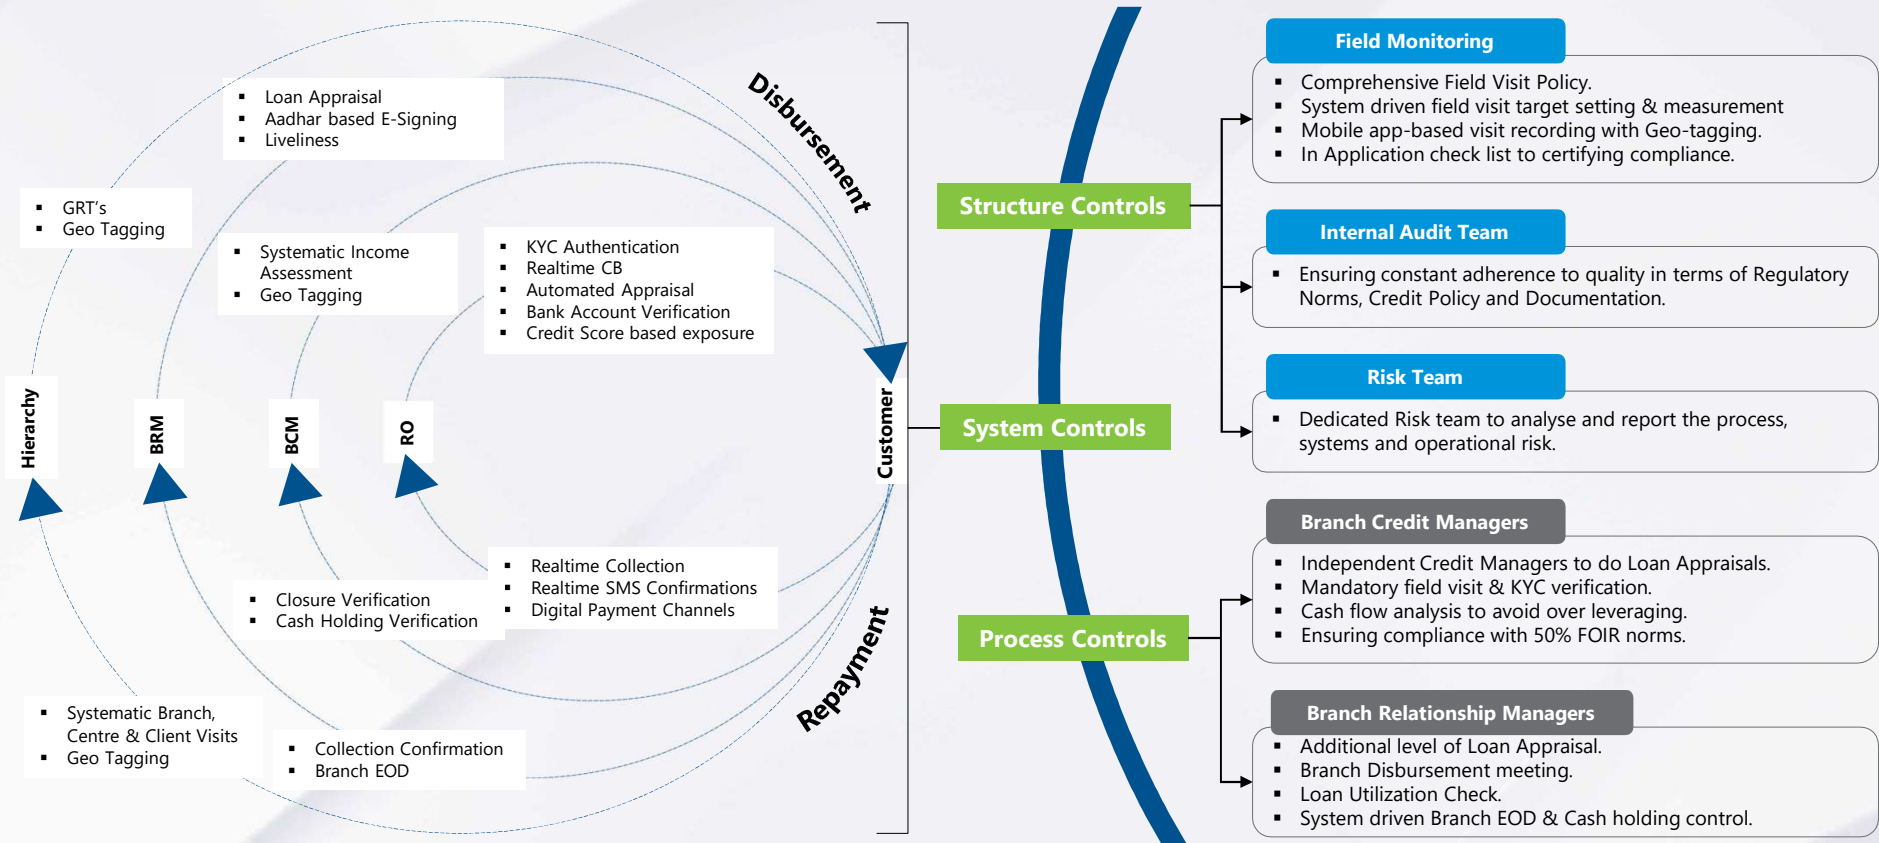 Disbursement
Loan Appraisal
Aadhar based E-Signing
Liveliness
GRT's
Geo Tagging
Systematic Income
Assessment
Geo Tagging
KYC Authentication
Realtime CB
Automated Appraisal
Bank Account Verification
Credit Score based exposure
Hierarchy
BRM
BCM
RO
Customer
Realtime Collection
Realtime SMS Confirmations
Digital Payment Channels
Closure Verification
Cash Holding Verification
Repayment
Systematic Branch,
Centre & Client Visits
Geo Tagging
Collection Confirmation
Branch EOD
Structure Controls
System Controls
Process Controls
Field Monitoring
Comprehensive Field Visit Policy.
System driven field visit target setting & measurement
Mobile app-based visit recording with Geo-tagging.
In Application check list to certifying compliance.
Internal Audit Team
Ensuring constant adherence to quality in terms of Regulatory
Norms, Credit Policy and Documentation.
Risk Team
Dedicated Risk team to analyse and report the process,
systems and operational risk.
Branch Credit Managers
Independent Credit Managers to do Loan Appraisals.
Mandatory field visit & KYC verification.
Cash flow analysis to avoid over leveraging.
Ensuring compliance with 50% FOIR norms.
Branch Relationship Managers
Additional level of Loan Appraisal.
Branch Disbursement meeting.
Loan Utilization Check.
System driven Branch EOD & Cash holding control.